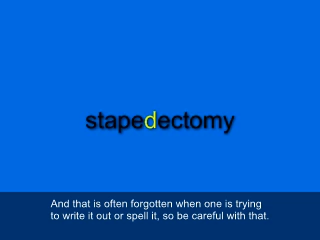 stapedectomy
And that is often forgotten when one is trying
to write it out or spell it, so be careful with that.